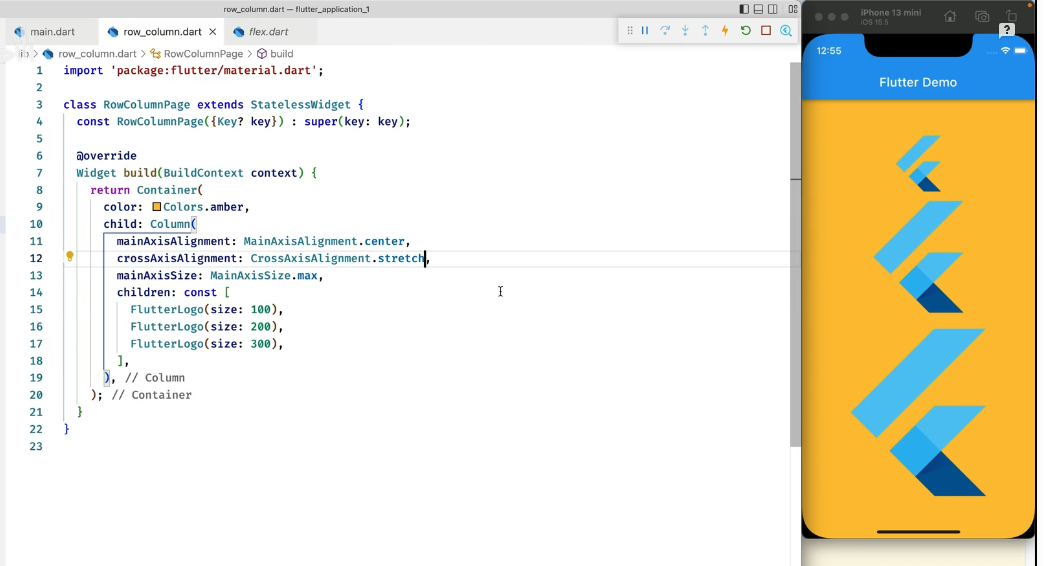 row_column.dart — flutter_application_1
main.dart
row_column.dart
flex.dart
row_column.dart > RowColumnPage > build
1 import 'package:flutter/material.dart';
2
3 class RowColumnPage extends StatelessWidget {
4 const RowColumnPage({Key? key}) : super(key: key);
5
6 @override
7 Widget build(BuildContext context) {
8 return Container(
9 color: Colors.amber,
10 child: Column(
11 mainAxisAlignment: MainAxisAlignment.center,
12 crossAxisAlignment: CrossAxisAlignment.stretch,
13 mainAxisSize: MainAxisSize.max,
14 children: const [
15 FlutterLogo(size: 100),
16 FlutterLogo(size: 200),
17 FlutterLogo(size: 300),
18 ],
19 ), // Column
20 ); // Container
21 }
22 }
23
iPhone 13 mini
iOS 15.5
?
12:55
Flutter Demo